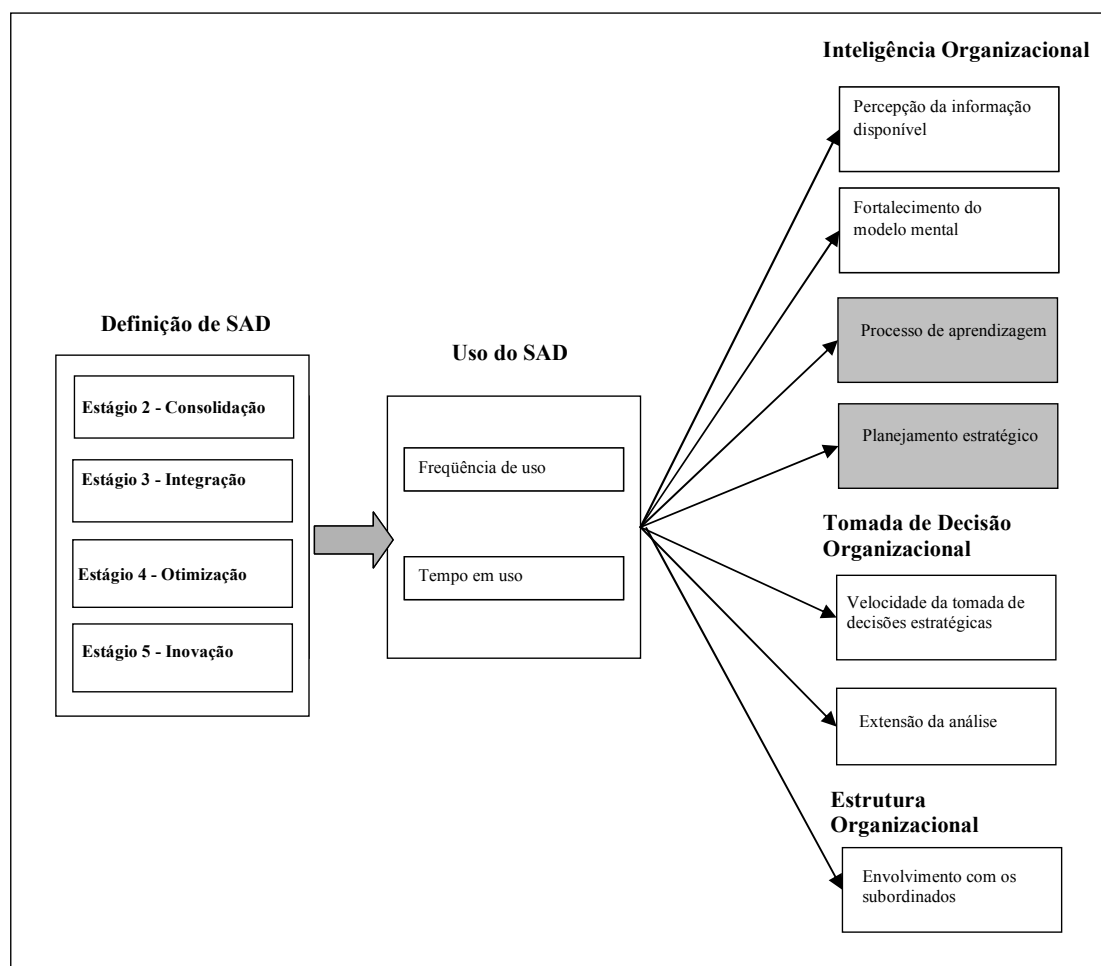 Definição de SAD
Estágio 2 - Consolidação
Estágio 3 - Integração
Estágio 4 - Otimização
Estágio 5 - Inovação
Uso do SAD
Freqüência de uso
Tempo em uso
Inteligência Organizacional
Percepção da informação
disponível
Fortalecimento do
modelo mental
Processo de aprendizagem
Planejamento estratégico
Tomada de Decisão
Organizacional
Velocidade da tomada de
decisões estratégicas
Extensão da análise
Estrutura
Organizacional
Envolvimento com os
subordinados